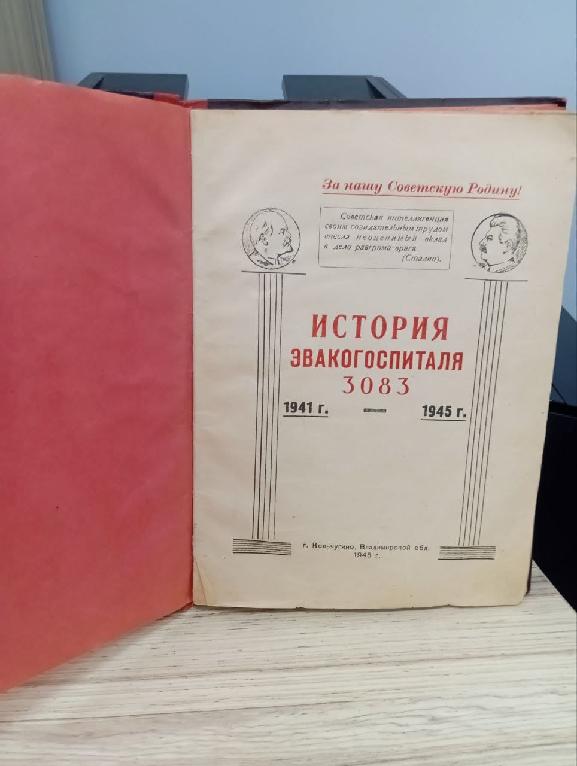 За нашу Советскую Родину!
Советская интеллигенция
своим созидательным трудом
внесла неоценимый вклад
в дело разгрома врага.
(Сталин).
ИСТОРИЯ
ЭВАКОГОСПИТАЛЯ
3083
1941 г. — 1945 г.
г. Владимирской обл.
1945 г.